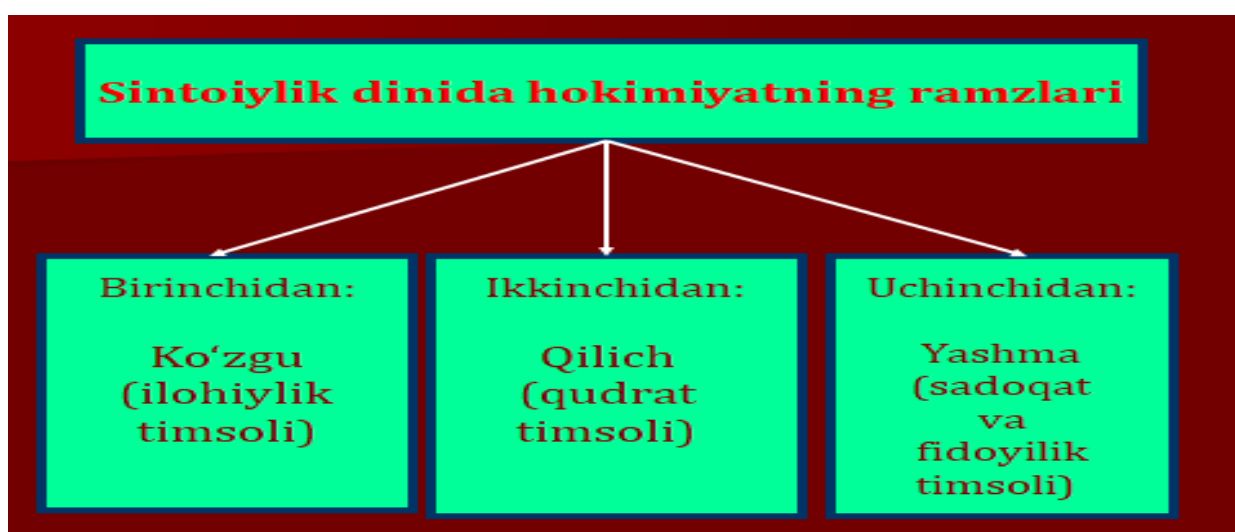 Sintoiylik dinida hokimiyatning ramzlari
Birinchidan:
Ko‘zgu
(ilohiylik
timsoli)
Ikkinchidan:
Qilich
(qudrat
timsoli)
Uchinchidan:
Yashma
(sadoqat
va
fidoyilik
timsoli)